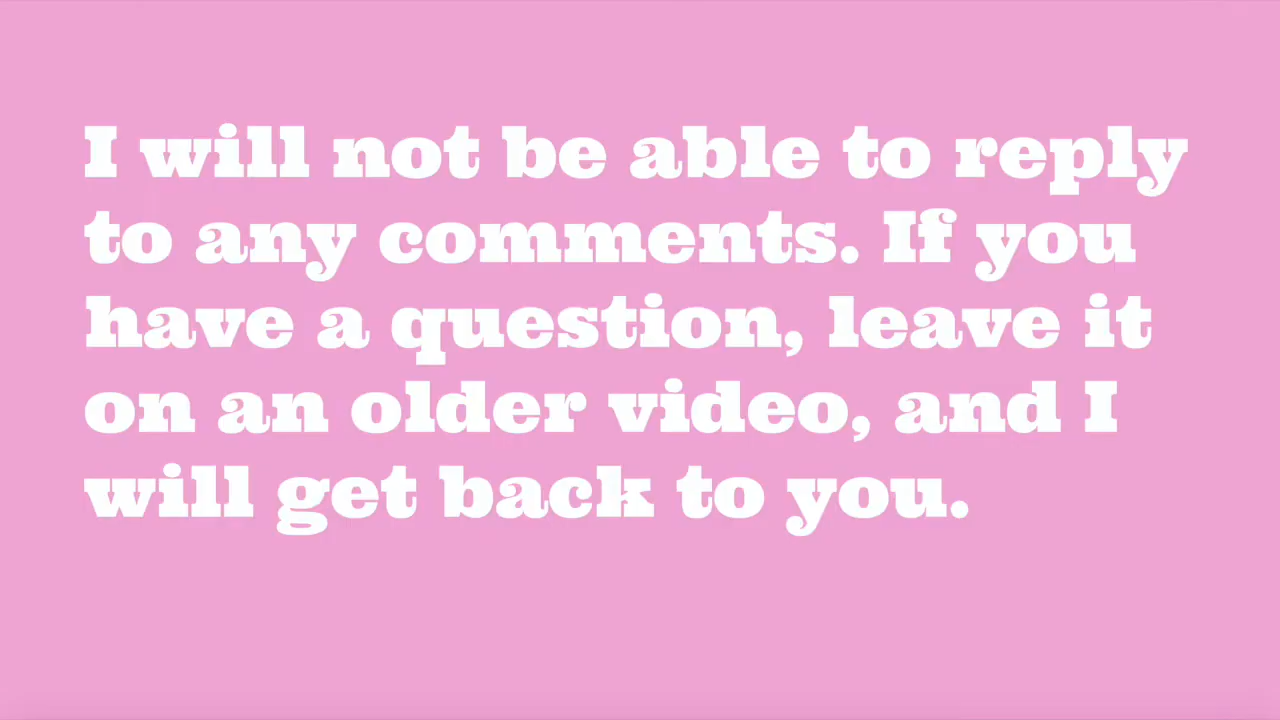 I will not be able to reply
to any comments. If you
have a question, leave it
on an older video, and I
will get back to you.